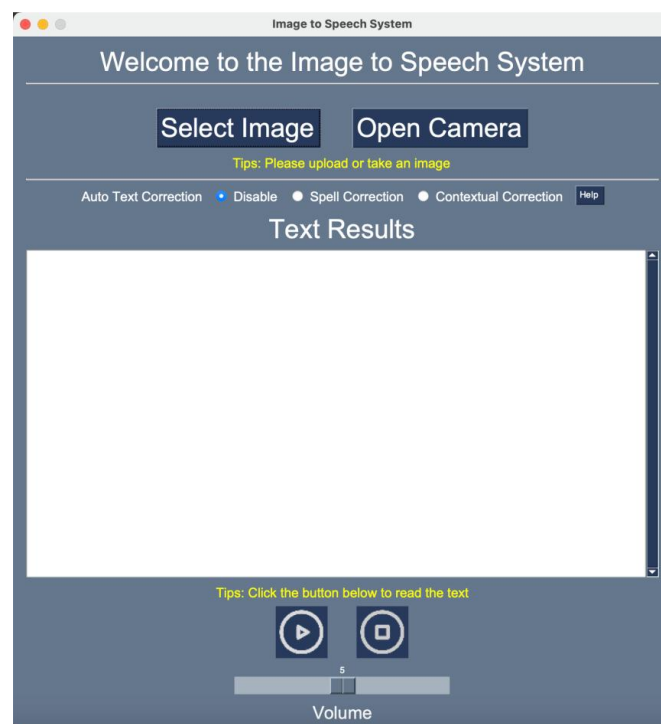 Image to Speech System
Welcome to the Image to Speech System
Select Image Open Camera
Tips: Please upload or take an image
Auto Text Correction Disable Spell Correction Contextual Correction Help
Text Results
Tips: Click the button below to read the text
5
Volume